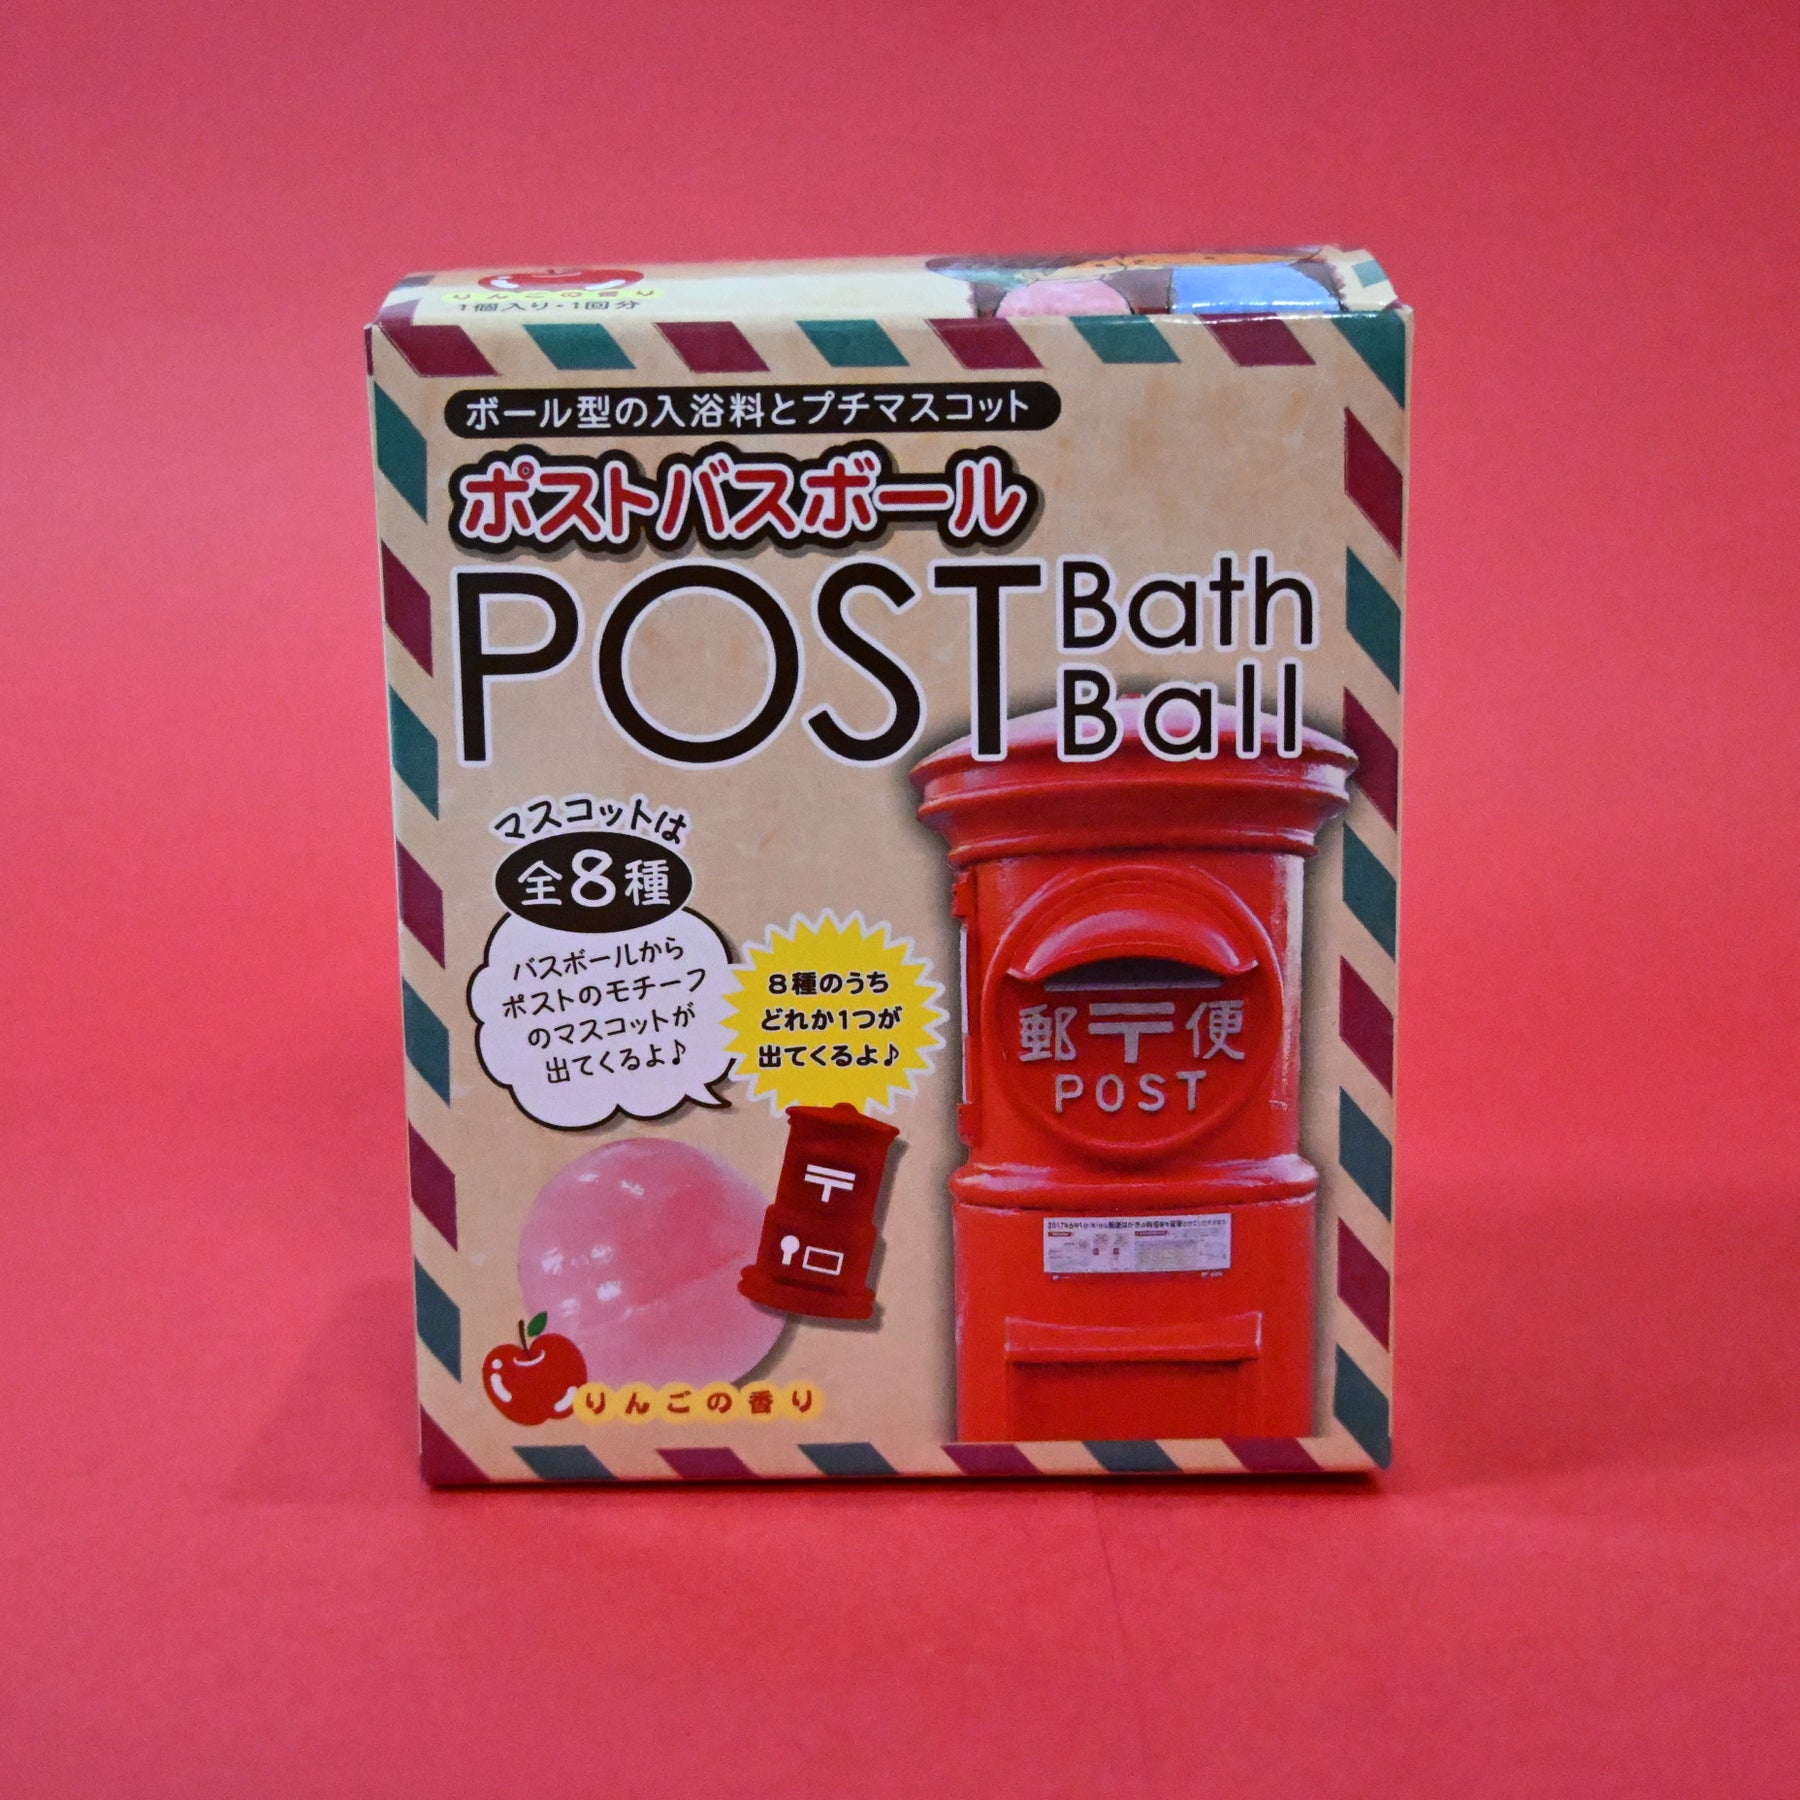 りんごの香り
1個入り・1回分
ボール型の入浴料とプチマスコット
ポストバスボール
POST Bath
Ball
マスコットは
全8種
バスボールから
ポストのモチーフ
のマスコットが
出てくるよ♪
8種のうち
どれか1つが
出てくるよ♪
郵〒便
POST
〒
りんごの香り